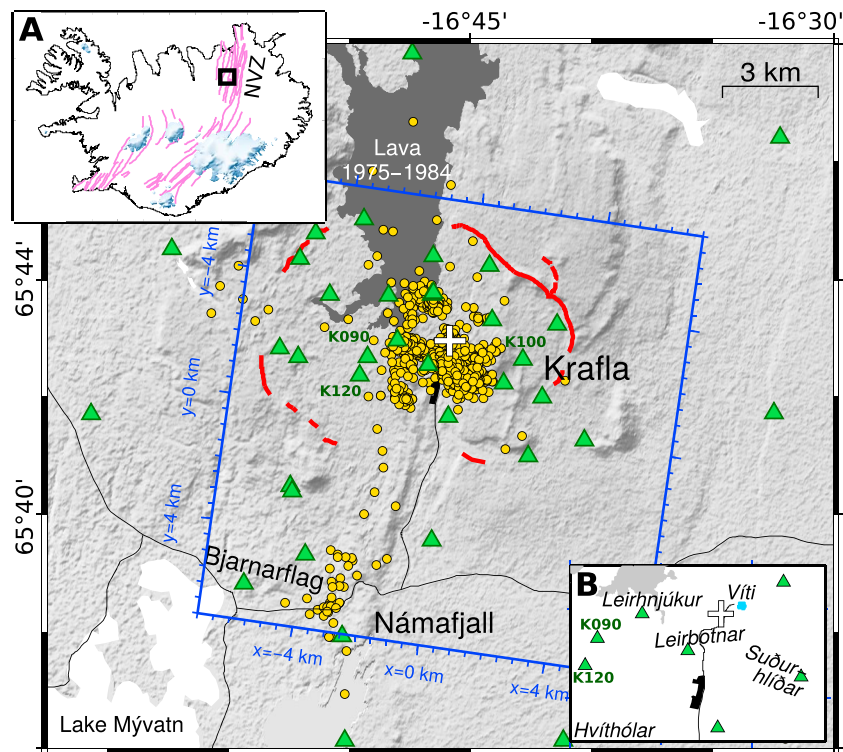 A
NVZ
-16°45'
-16°30'
3 km
Lava
1975–1984
65°44'
65°40'
y=−4 km
y=0 km
y=4 km
K090
K100
K120
Krafla
Bjarnarflag
Námafjall
x=−4 km
x=0 km
x=4 km
Lake Mývatn
B
Leirhnjúkur
Víti
K090
Leirbotnar
K120
Suður-
hlíðar
Hvíthólar